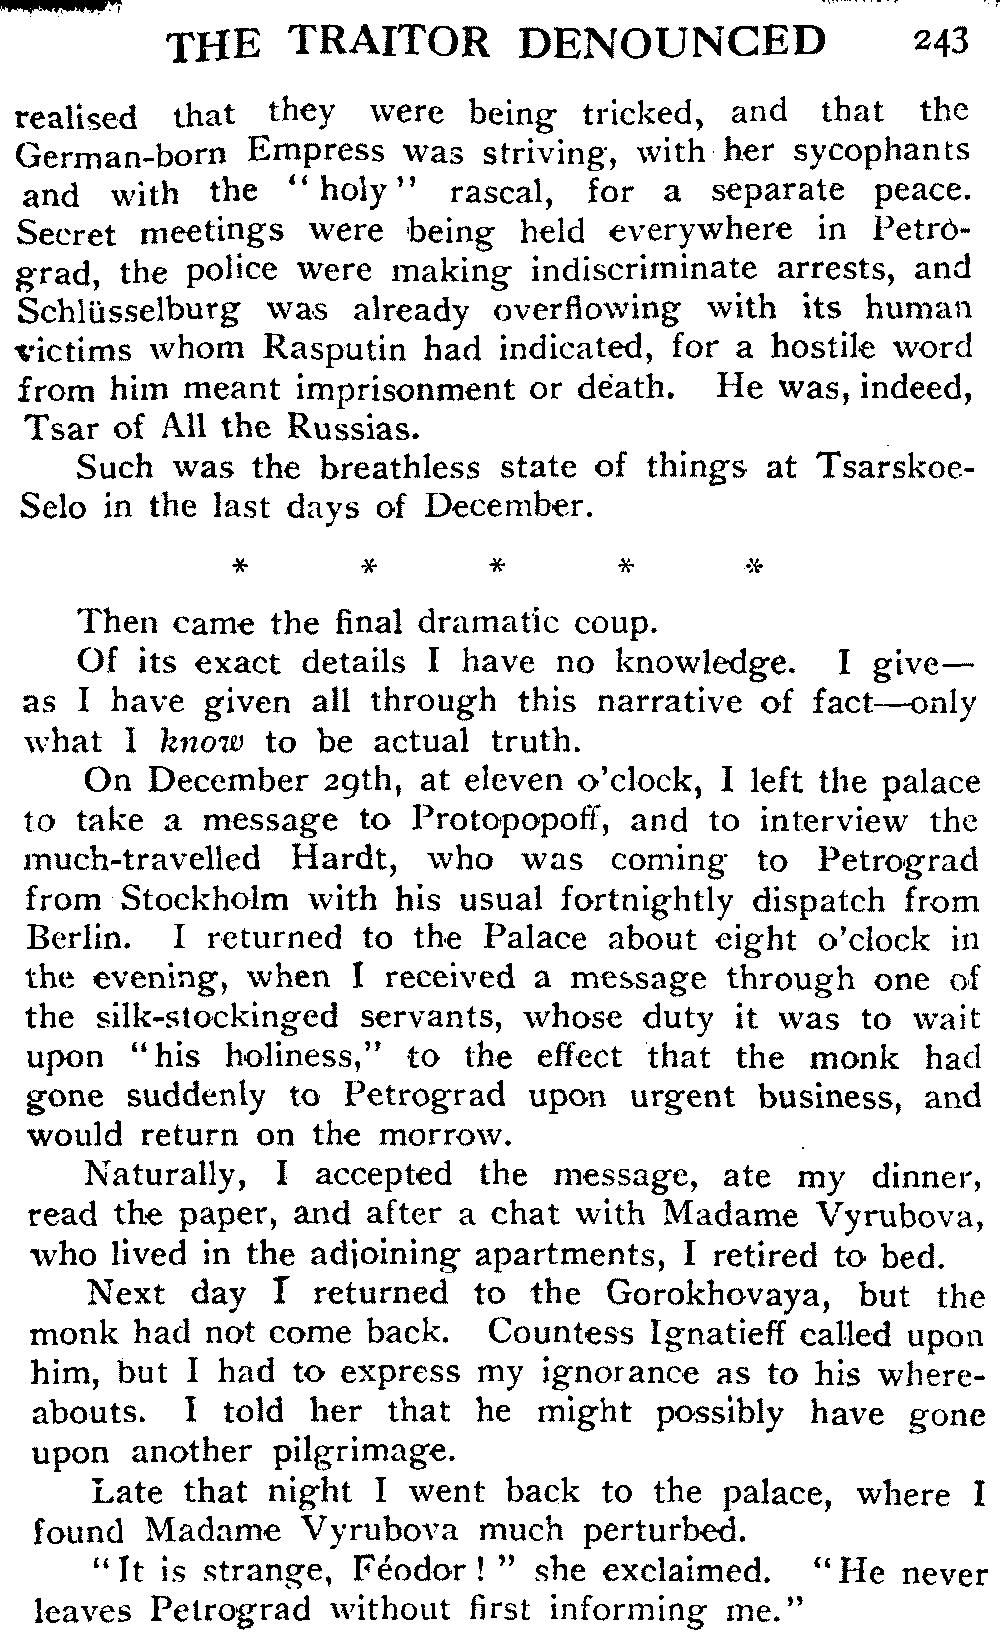 THE TRAITOR DENOUNCED 243
realised that they were being tricked, and that the
German-born Empress was striving, with her sycophants
and with the "holy" rascal, for a separate peace.
Secret meetings were being held everywhere in Petro-
grad, the police were making indiscriminate arrests, and
Schlüsselburg was already overflowing with its human
victims whom Rasputin had indicated, for a hostile word
from him meant imprisonment or death. He was, indeed,
Tsar of All the Russias.
Such was the breathless state of things at Tsarskoe-
Selo in the last days of December.
* * * * *
Then came the final dramatic coup.
Of its exact details I have no knowledge. I give—
as I have given all through this narrative of fact—only
what I know to be actual truth.
On December 29th, at eleven o'clock, I left the palace
to take a message to Protopopoff, and to interview the
much-travelled Hardt, who was coming to Petrograd
from Stockholm with his usual fortnightly dispatch from
Berlin. I returned to the Palace about eight o'clock in
the evening, when I received a message through one of
the silk-stockinged servants, whose duty it was to wait
upon "his holiness," to the effect that the monk had
gone suddenly to Petrograd upon urgent business, and
would return on the morrow.
Naturally, I accepted the message, ate my dinner,
read the paper, and after a chat with Madame Vyrubova,
who lived in the adjoining apartments, I retired to bed.
Next day I returned to the Gorokhovaya, but the
monk had not come back. Countess Ignatieff called upon
him, but I had to express my ignorance as to his where-
abouts. I told her that he might possibly have gone
upon another pilgrimage.
Late that night I went back to the palace, where I
found Madame Vyrubova much perturbed.
"It is strange, Féodor!" she exclaimed. "He never
leaves Petrograd without first informing me."